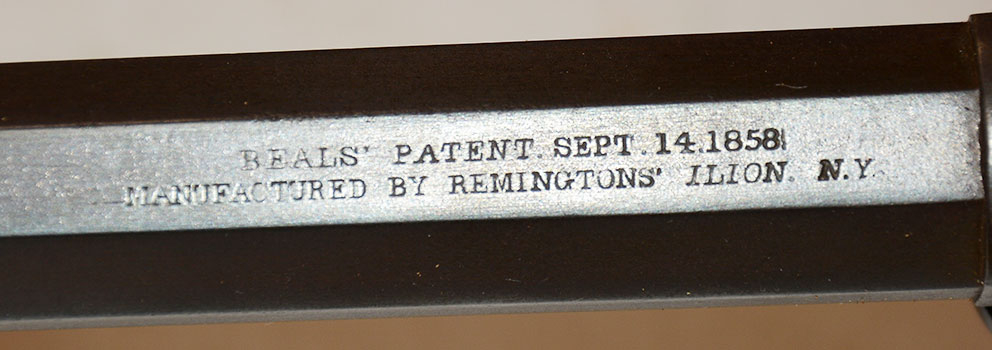 BEALS' PATENT. SEPT. 14. 1858
MANUFACTURED BY REMINGTONS' ILION. N.Y.